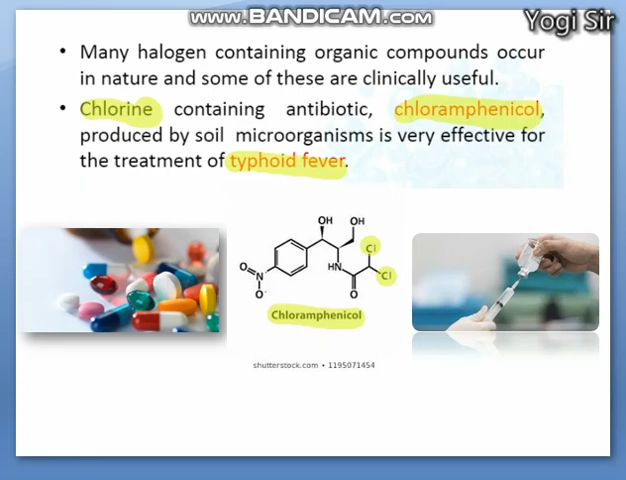 www.BANDICAM.com
Yogi Sir
• Many halogen containing organic compounds occur
in nature and some of these are clinically useful.
• Chlorine containing antibiotic, chloramphenicol,
produced by soil microorganisms is very effective for
the treatment of typhoid fever.
OH OH
Cl
HN
Cl
O
N+
O-
O
Chloramphenicol
shutterstock.com • 1195071454